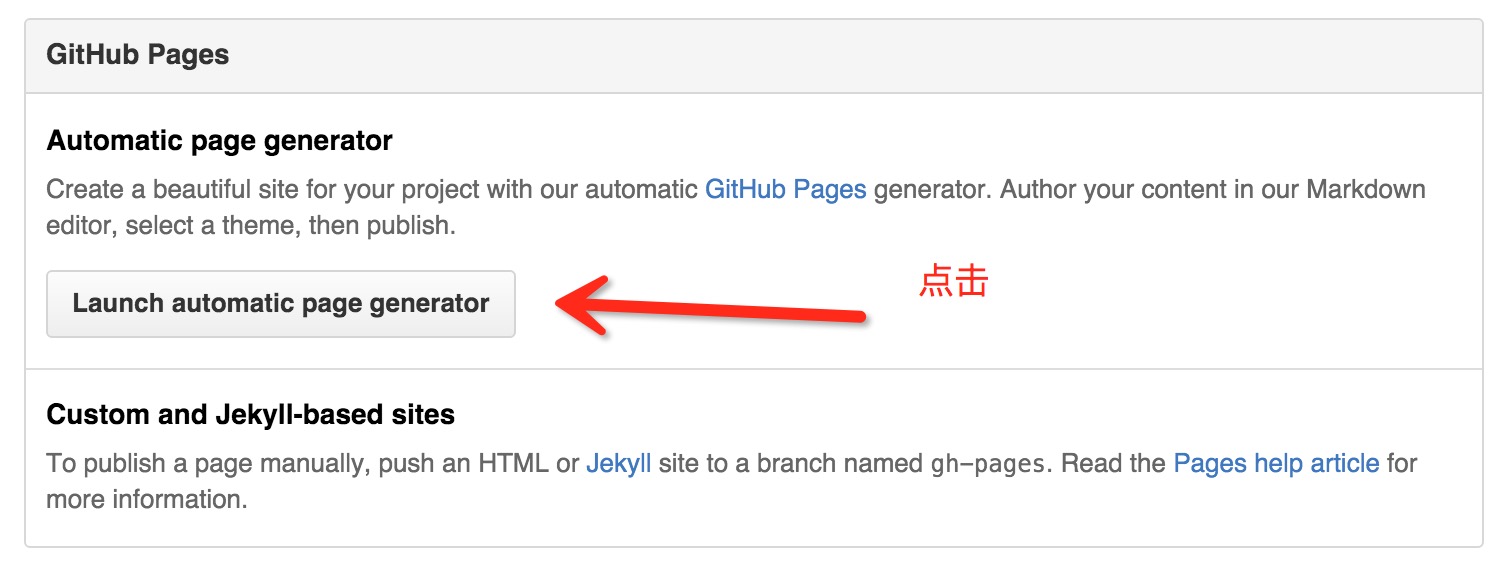 GitHub Pages
Automatic page generator
Create a beautiful site for your project with our automatic GitHub Pages generator. Author your content in our Markdown
editor, select a theme, then publish.
点击
Launch automatic page generator
Custom and Jekyll-based sites
To publish a page manually, push an HTML or Jekyll site to a branch named gh-pages. Read the Pages help article for
more information.